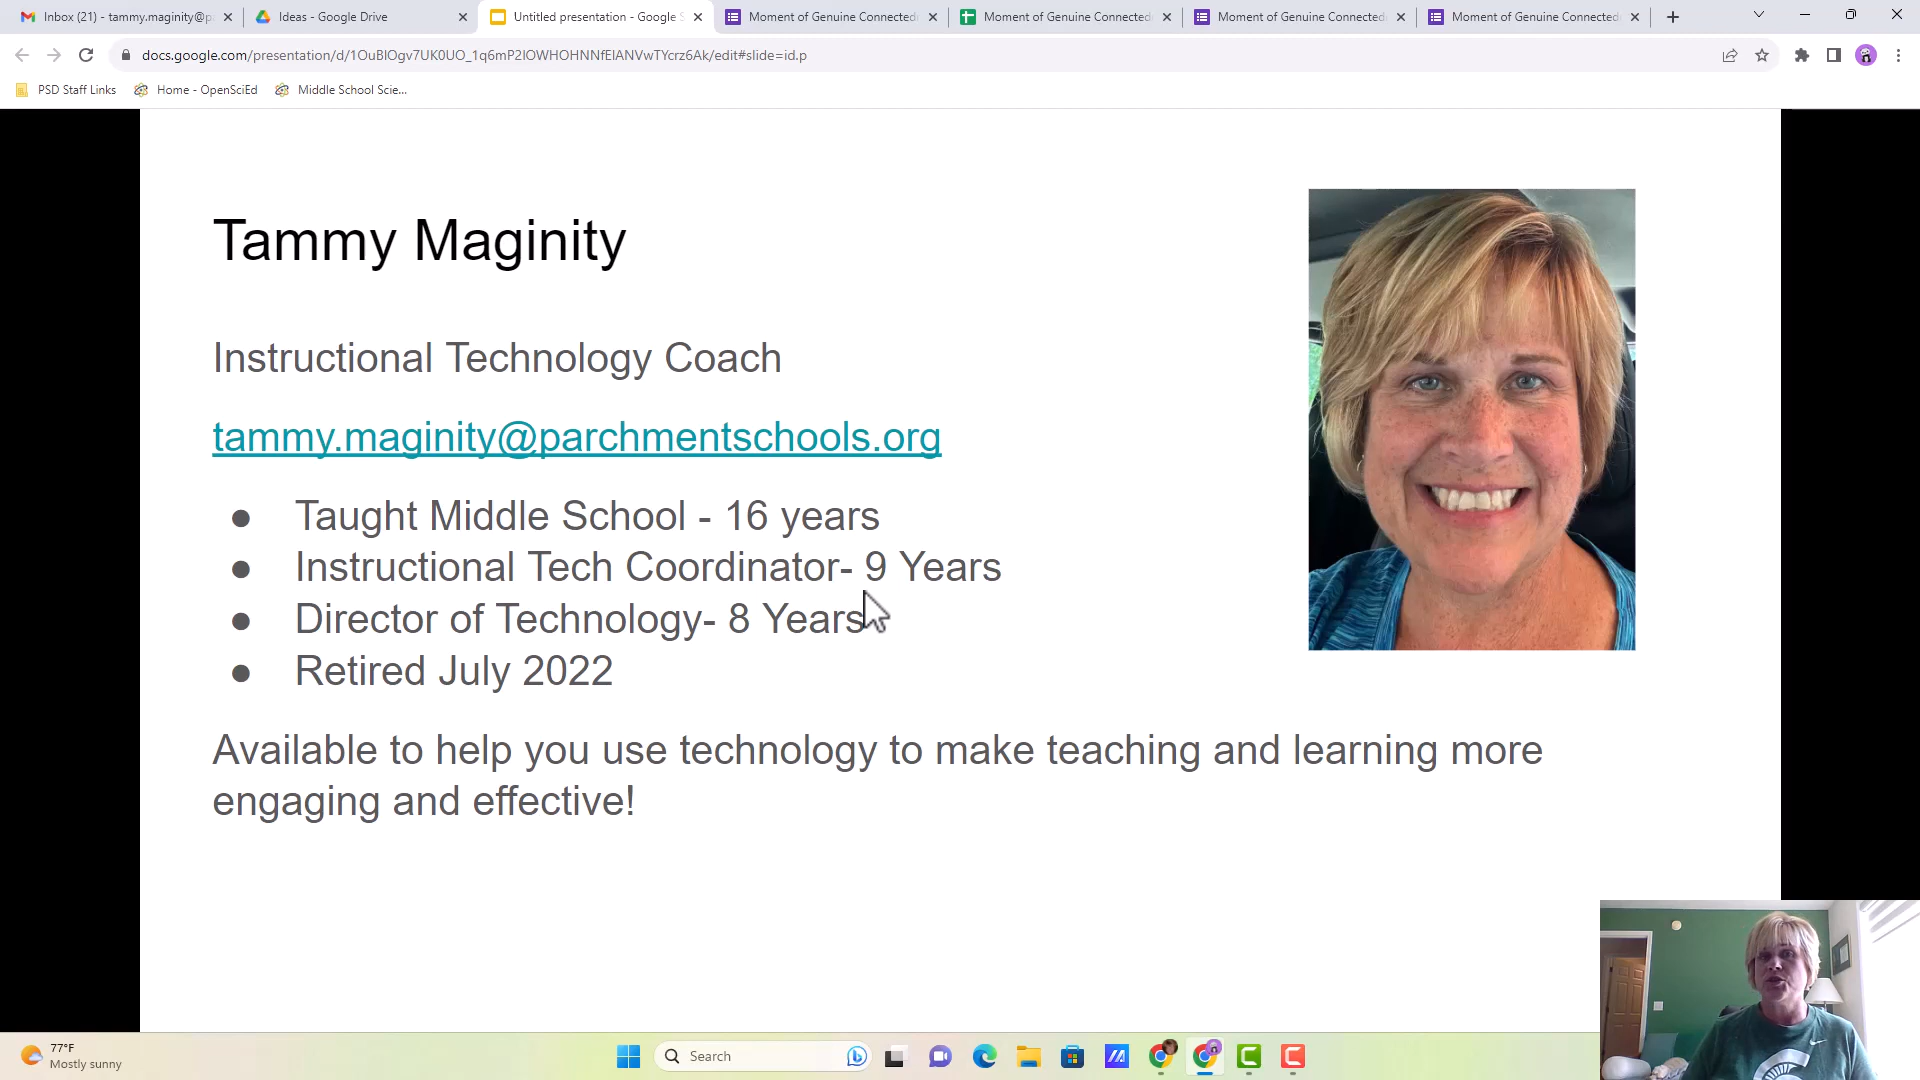 Inbox (21) - tammy.maginity@p
Ideas - Google Drive
Untitled presentation - Google S
Moment of Genuine Connected
Moment of Genuine Connected
Moment of Genuine Connected
Moment of Genuine Connected
docs.google.com/presentation/d/1OuBlOgv7UK0UO_1q6mP2IOWHOHNNfEIANVwTYcrz6Ak/edit#slide=id.p
PSD Staff Links
Home - OpenSciEd
Middle School Scie...
Tammy Maginity
Instructional Technology Coach
tammy.maginity@parchmentschools.org
● Taught Middle School - 16 years
● Instructional Tech Coordinator- 9 Years
● Director of Technology- 8 Years
● Retired July 2022
Available to help you use technology to make teaching and learning more
engaging and effective!
77°F
Mostly sunny
Search